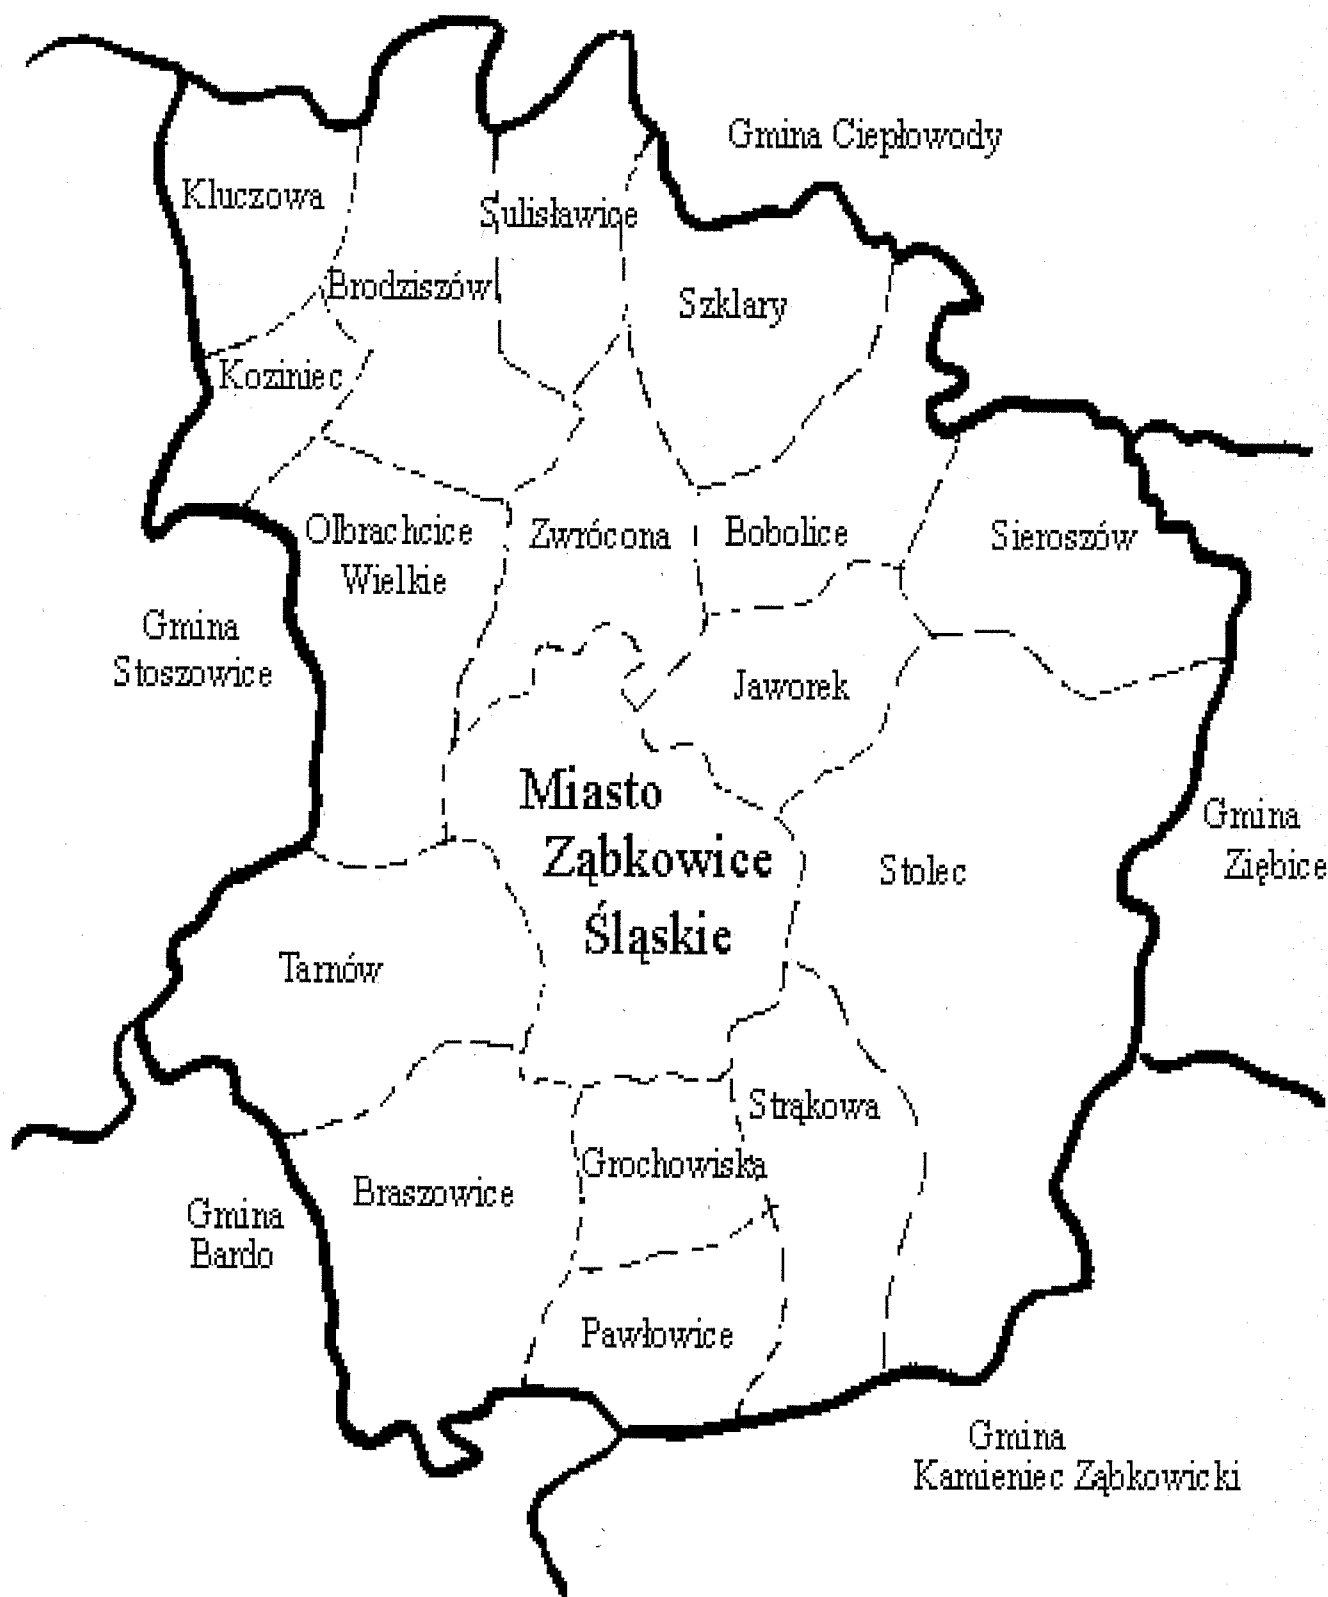 Gmina Ciepłowody
Kluczowa
Sulisławice
Brodziszów
Szklary
Koziniec
Olbrachcice
Wielkie
Zwrócona
Bobolice
Sieroszów
Gmina
Stoszowice
Jaworek
Miasto
Ząbkowice
Śląskie
Gmina
Ziębice
Stolec
Tarnów
Strąkowa
Grochowiska
Braszowice
Gmina
Bardo
Pawłowice
Gmina
Kamieniec Ząbkowicki